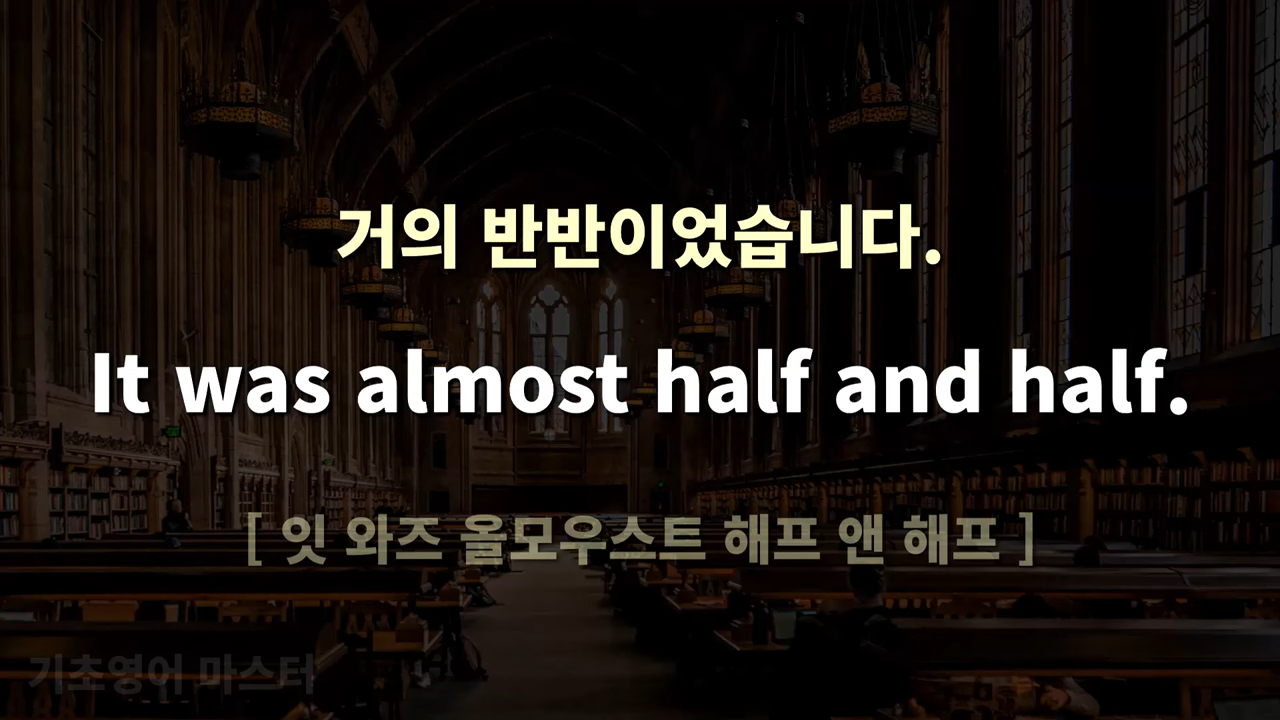 거의 반반이었습니다.
It was almost half and half.
[ 잇 와즈 올모우스트 해프 앤 해프 ]
기초영어 마스터